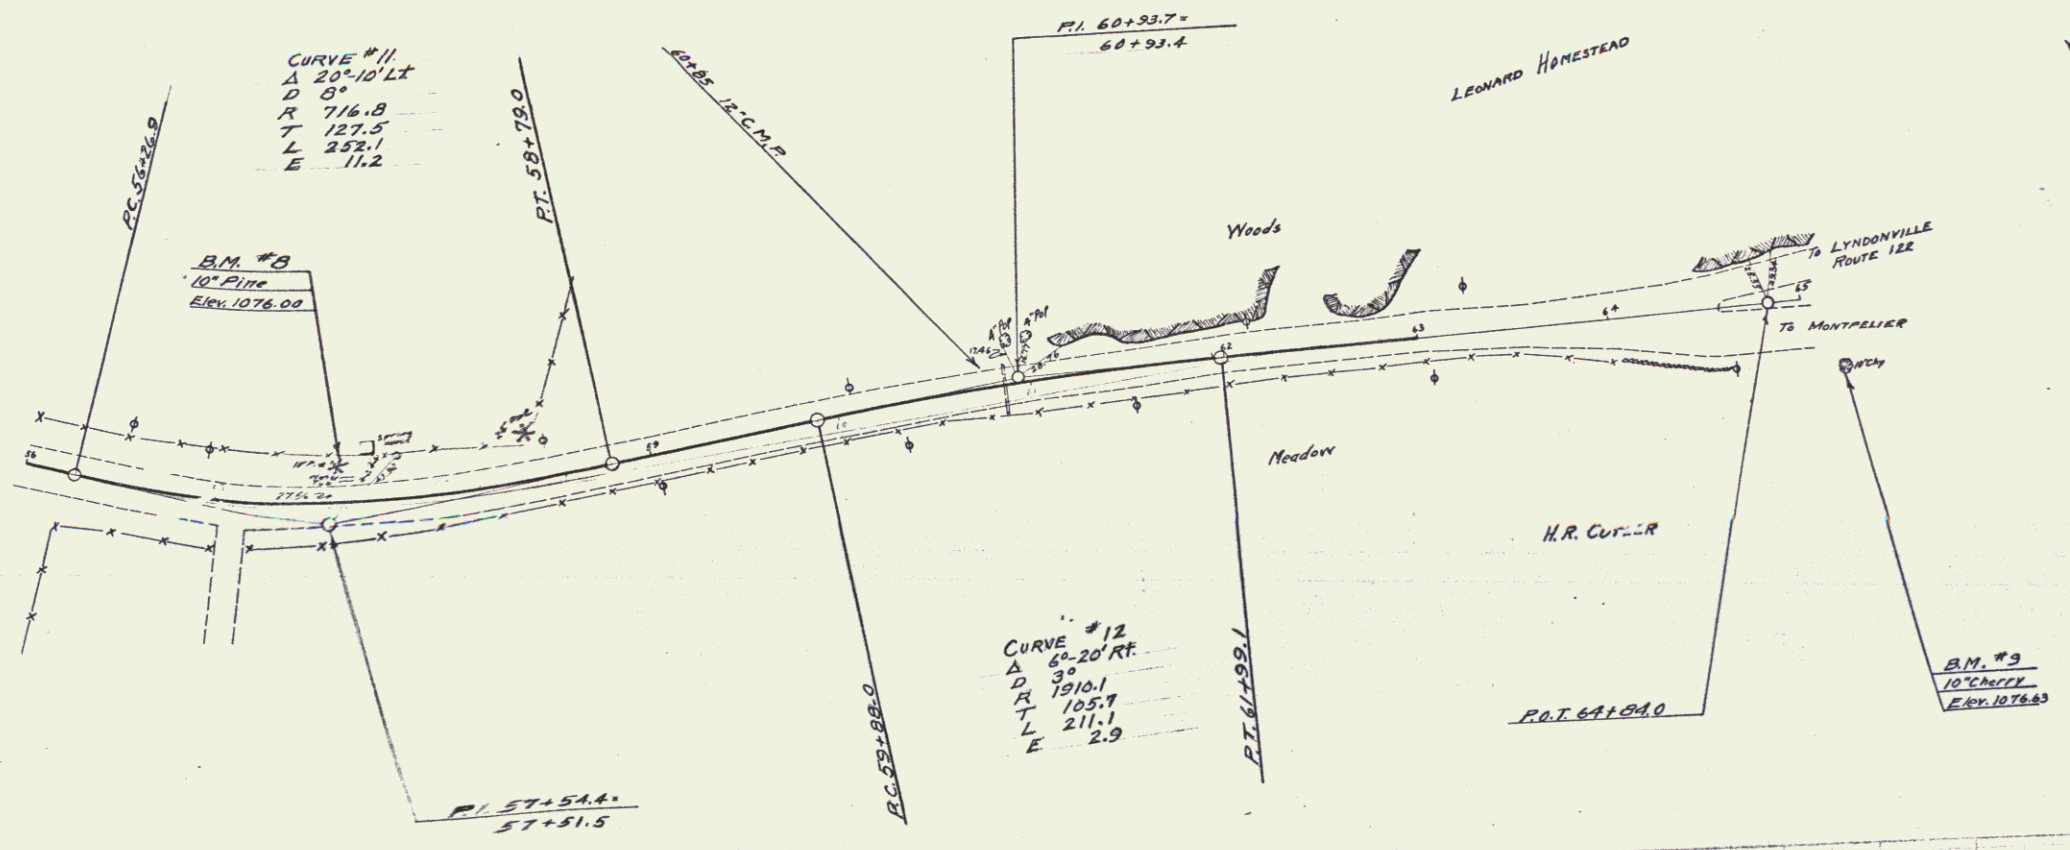 CURVE #11.
Δ 20°-10' Lt
D 8°
R 716.8
T 127.5
L 252.1
E 11.2
P.C. 56+26.9
P.T. 58+79.0
60+85 12" C.M.P.
P.I. 60+93.7=
60+93.4
LEONARD HOMESTEAD
B.M. #8
10" Pine
Elev. 1076.00
Woods
To LYNDONVILLE
ROUTE 122
To MONTPELIER
17.46
56
59
62
63
64
65
10" Chy
Meadow
H.R. CUTLER
CURVE #12
Δ 6°-20' Rt.
D 3°
R 1910.1
T 105.7
L 211.1
E 2.9
P.C. 59+88.0
P.T. 61+99.1
P.O.T. 64+84.0
B.M. #9
10" Cherry
Elev. 1076.63
P.I. 57+54.4=
57+51.5